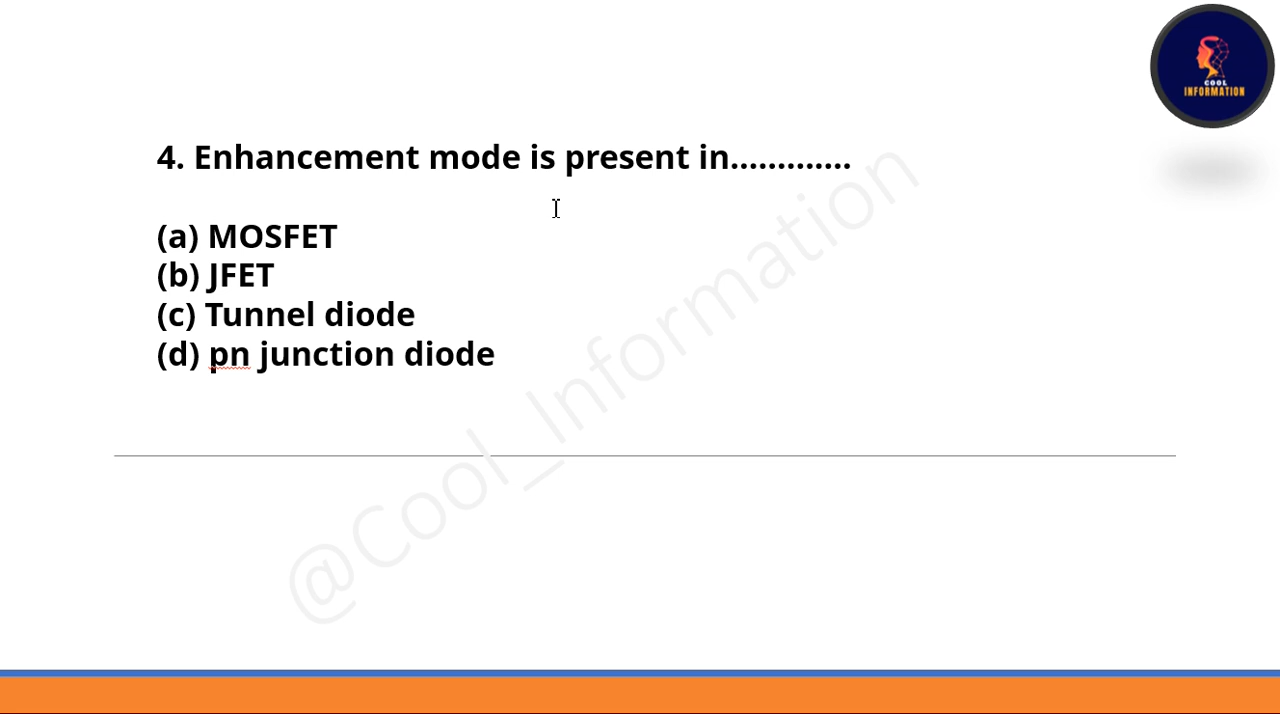 COOL
INFORMATION
4. Enhancement mode is present in.............
(a) MOSFET
(b) JFET
(c) Tunnel diode
(d) pn junction diode
@Cool_Information